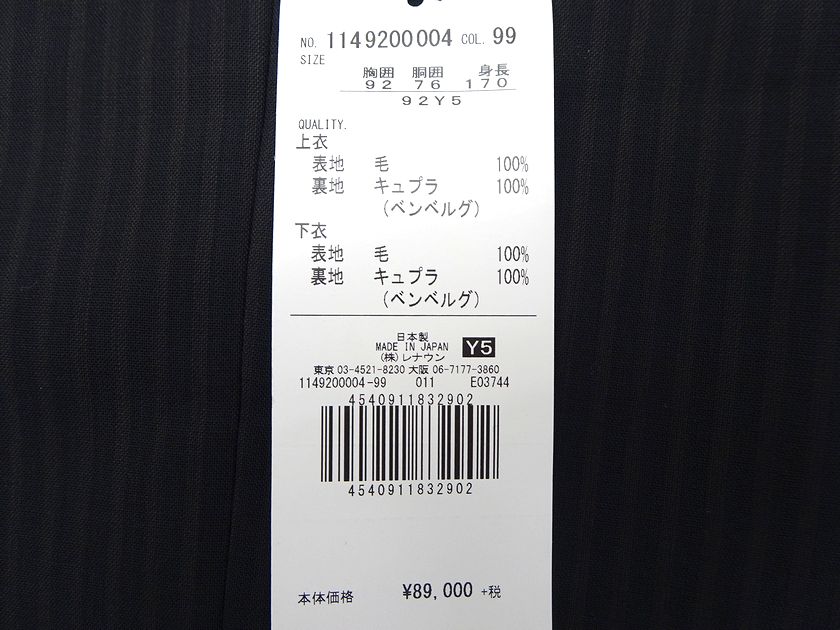 NO. 1149200004 COL. 99
SIZE
胸囲 胴囲 身長
92 76 170
92Y5
QUALITY.
上衣
表地 毛 100%
裏地 キュプラ 100%
(ベンベルグ)
下衣
表地 毛 100%
裏地 キュプラ 100%
(ベンベルグ)
日本製
MADE IN JAPAN Y5
(株)レナウン
東京 03-4521-8230 大阪 06-7177-3860
1149200004-99 011 E03744
4540911832902
4540911832902
本体価格 ¥89,000 +税